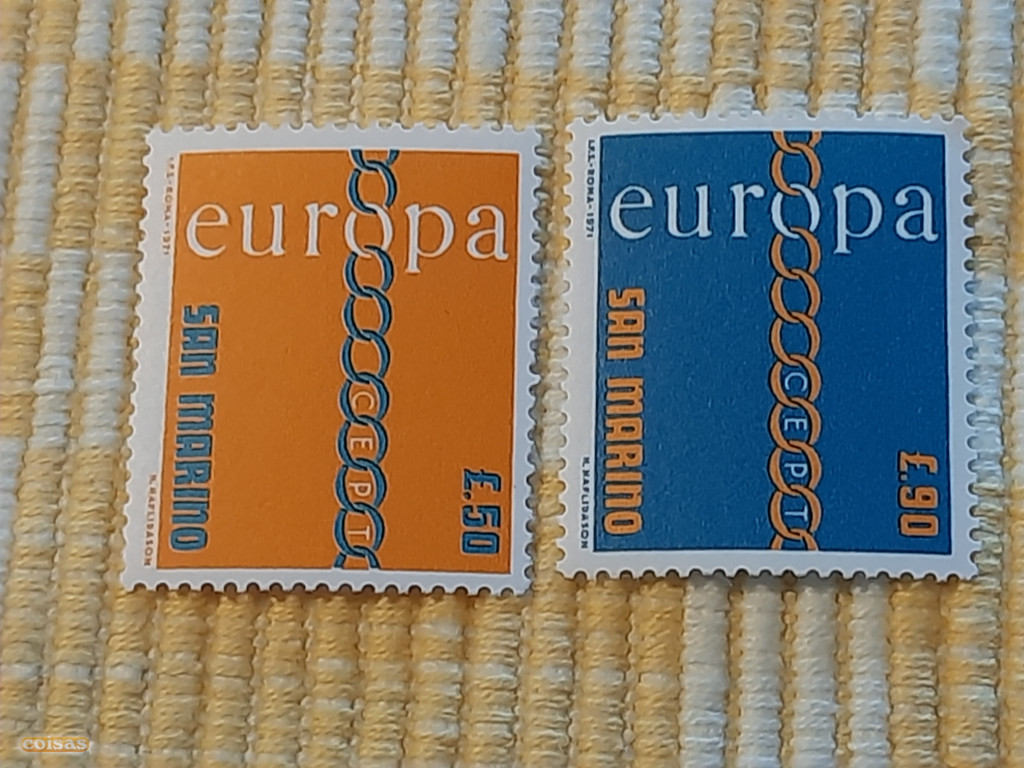 europa
CEPT
SAN MARINO
£.50
I.P.S.-ROMA-1971
H. HAFLIDASON
europa
CEPT
SAN MARINO
£.90
I.P.S.-ROMA-1971
H. HAFLIDASON
coisas